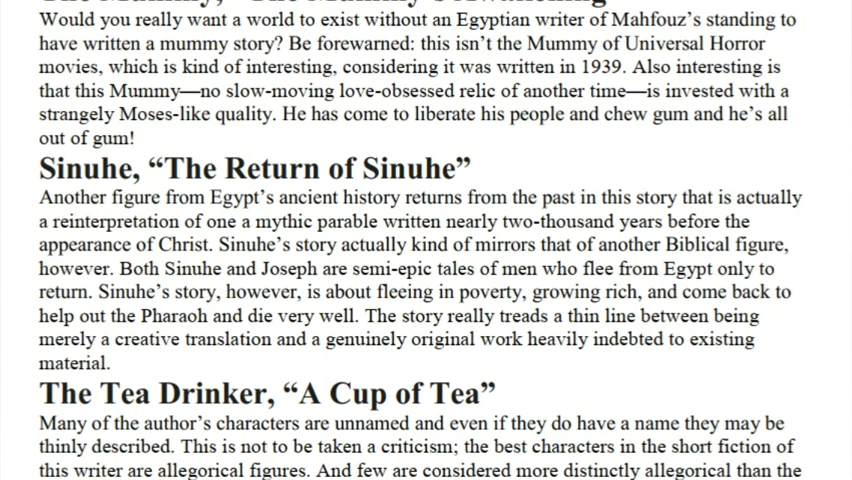 The Mummy, “The Mummy’s Awakening”
Would you really want a world to exist without an Egyptian writer of Mahfouz’s standing to
have written a mummy story? Be forewarned: this isn’t the Mummy of Universal Horror
movies, which is kind of interesting, considering it was written in 1939. Also interesting is
that this Mummy—no slow-moving love-obsessed relic of another time—is invested with a
strangely Moses-like quality. He has come to liberate his people and chew gum and he’s all
out of gum!
Sinuhe, “The Return of Sinuhe”
Another figure from Egypt’s ancient history returns from the past in this story that is actually
a reinterpretation of one a mythic parable written nearly two-thousand years before the
appearance of Christ. Sinuhe’s story actually kind of mirrors that of another Biblical figure,
however. Both Sinuhe and Joseph are semi-epic tales of men who flee from Egypt only to
return. Sinuhe’s story, however, is about fleeing in poverty, growing rich, and come back to
help out the Pharaoh and die very well. The story really treads a thin line between being
merely a creative translation and a genuinely original work heavily indebted to existing
material.
The Tea Drinker, “A Cup of Tea”
Many of the author’s characters are unnamed and even if they do have a name they may be
thinly described. This is not to be taken a criticism; the best characters in the short fiction of
this writer are allegorical figures. And few are considered more distinctly allegorical than the